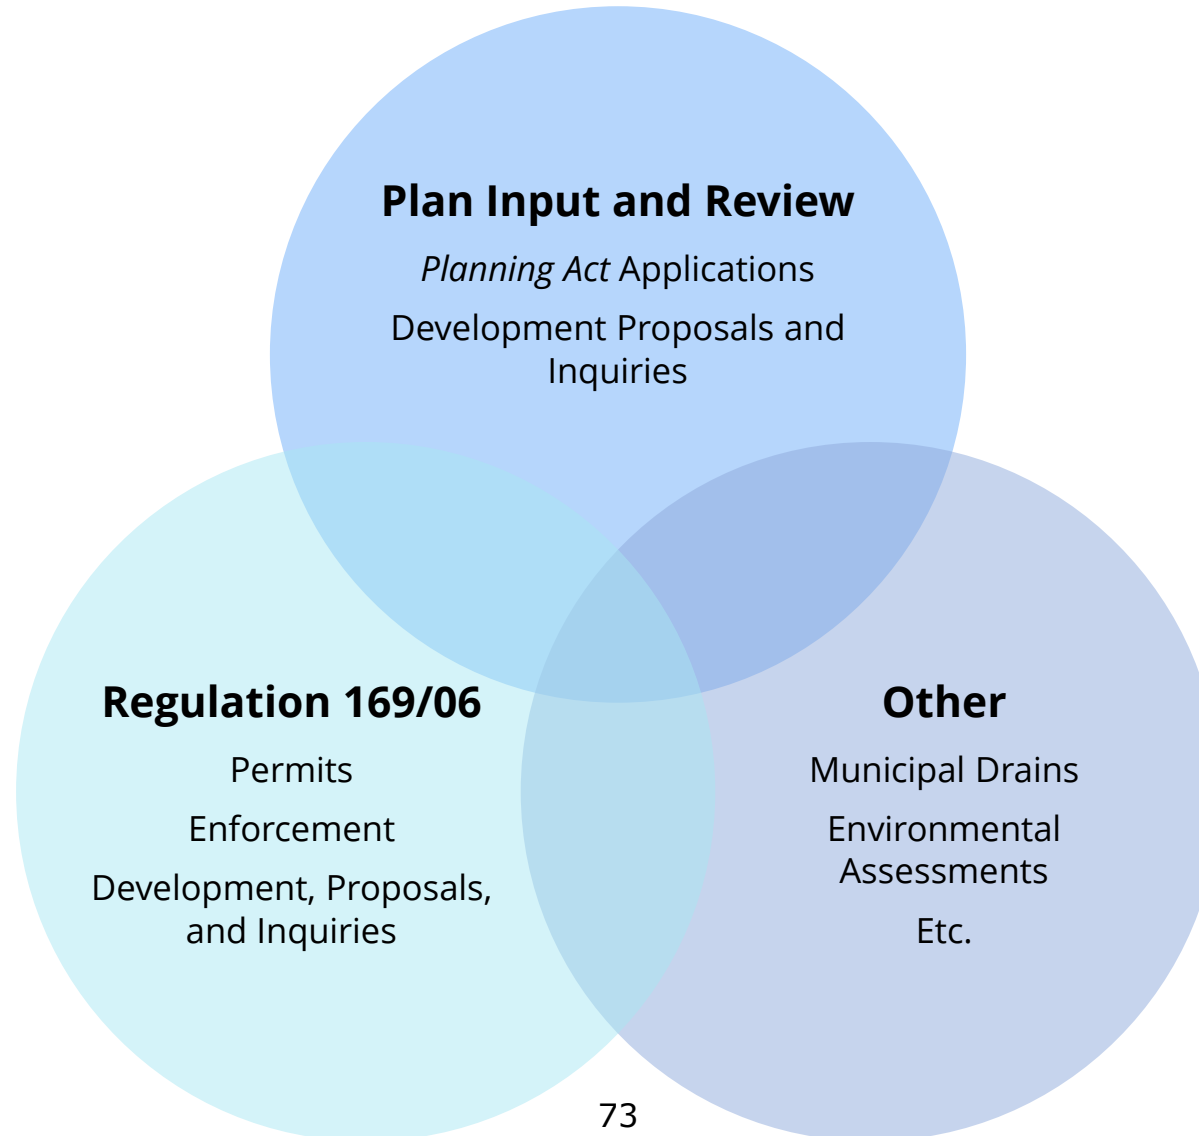 Plan Input and Review
Planning Act Applications
Development Proposals and
Inquiries
Regulation 169/06
Permits
Enforcement
Development, Proposals,
and Inquiries
Other
Municipal Drains
Environmental
Assessments
Etc.
73